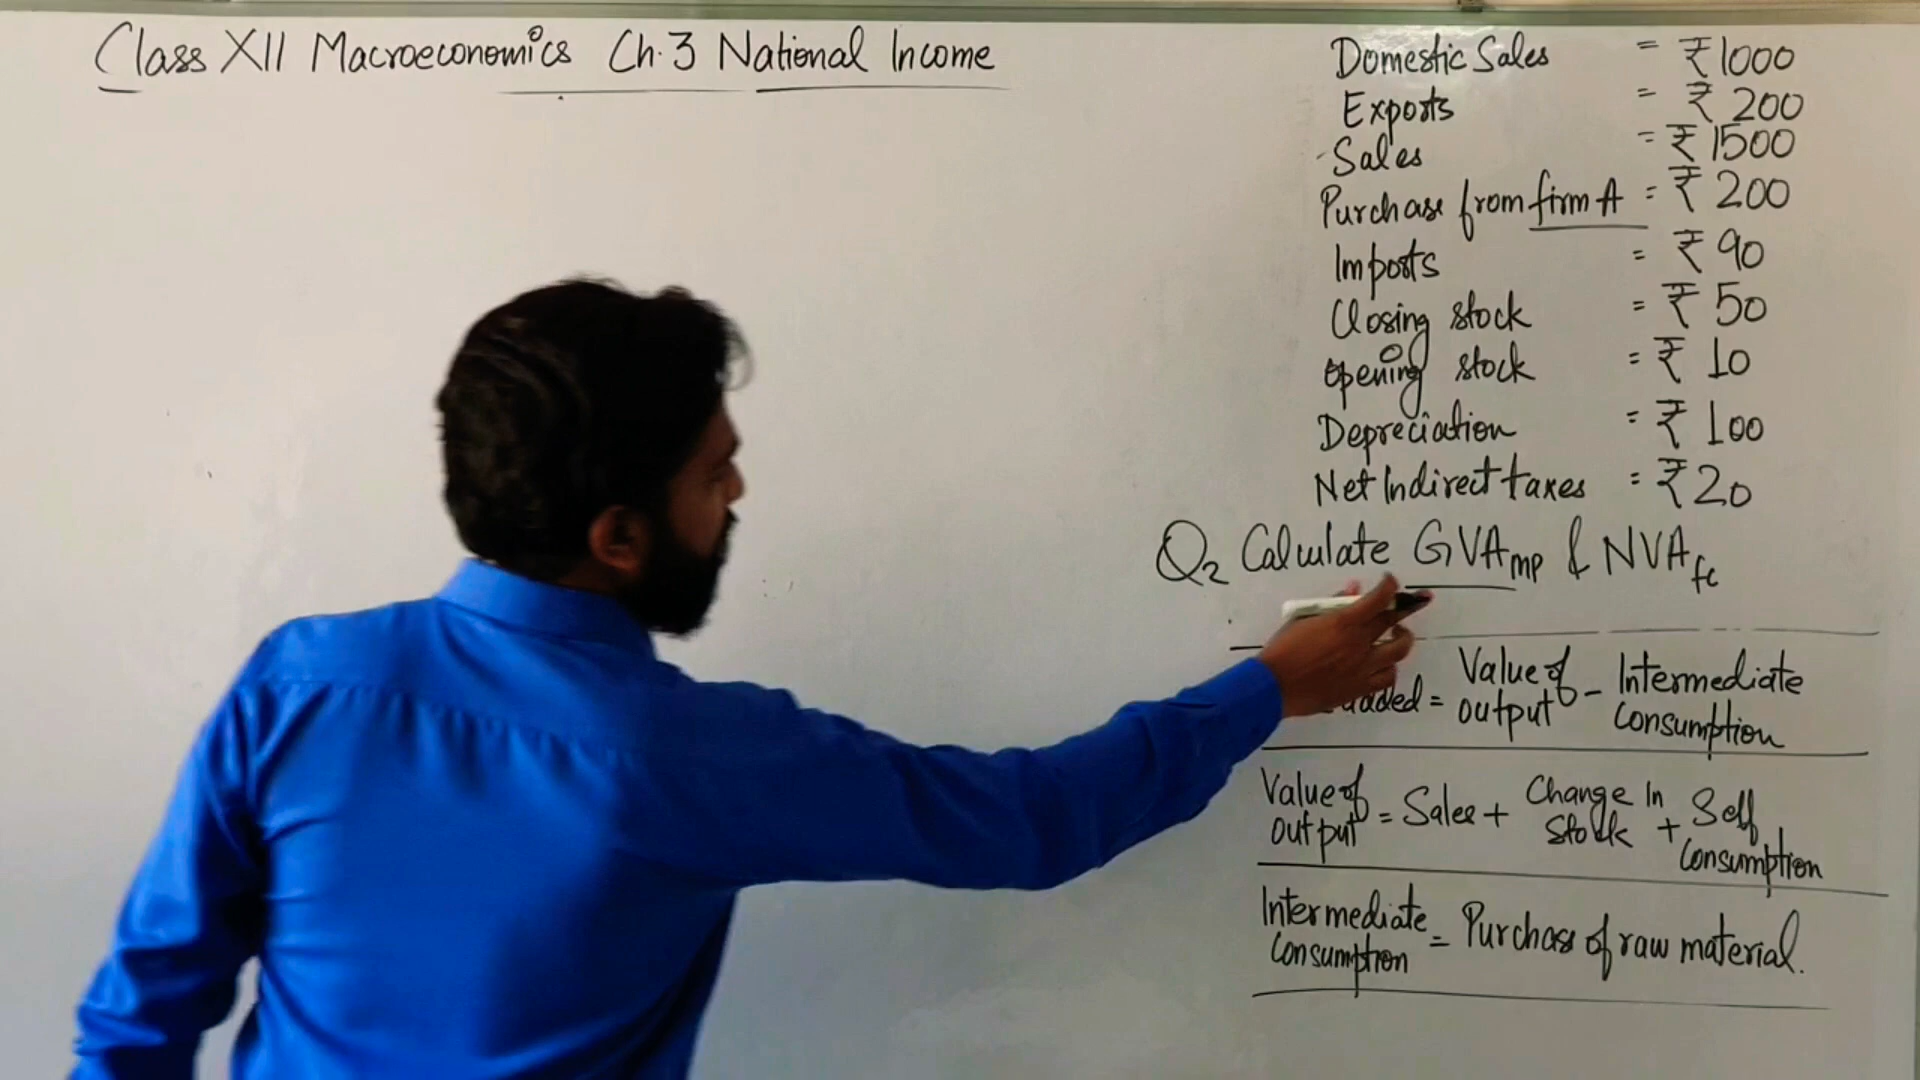 Class XII Macroeconomics Ch.3 National Income
Domestic Sales = ₹1000
Exports = ₹ 200
Sales = ₹1500
Purchase from firm A = ₹ 200
Imports = ₹ 90
Closing stock = ₹ 50
Opening stock = ₹ 10
Depreciation = ₹ 100
Net Indirect taxes = ₹20
Q2 Calculate GVAmp & NVAfc
added = Value of output - Intermediate Consumption
Value of output = Sales + Change In Stock + Self Consumption
Intermediate Consumption = Purchase of raw material.